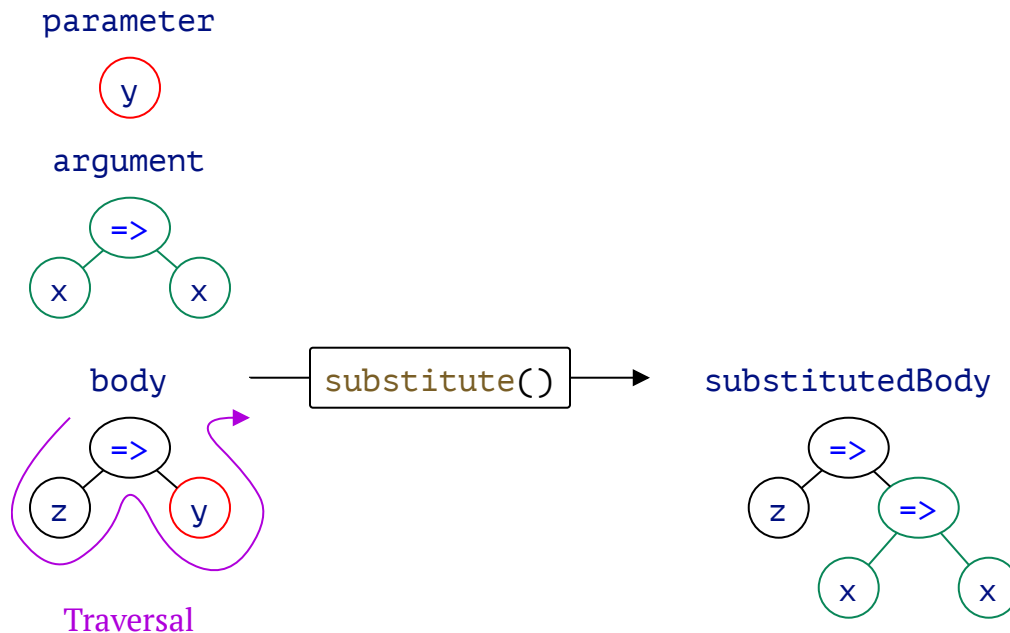 parameter
y
argument
=>
x x
body
substitute()
substitutedBody
=>
z y
Traversal
=>
z =>
x x